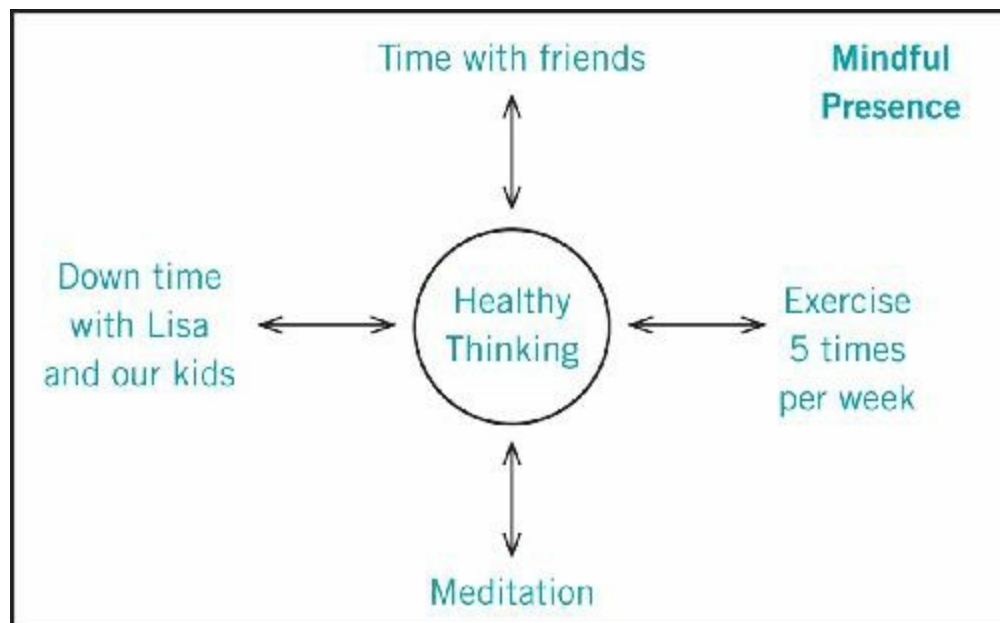 Time with friends
Mindful
Presence
Down time
with Lisa
and our kids
Healthy
Thinking
Exercise
5 times
per week
Meditation